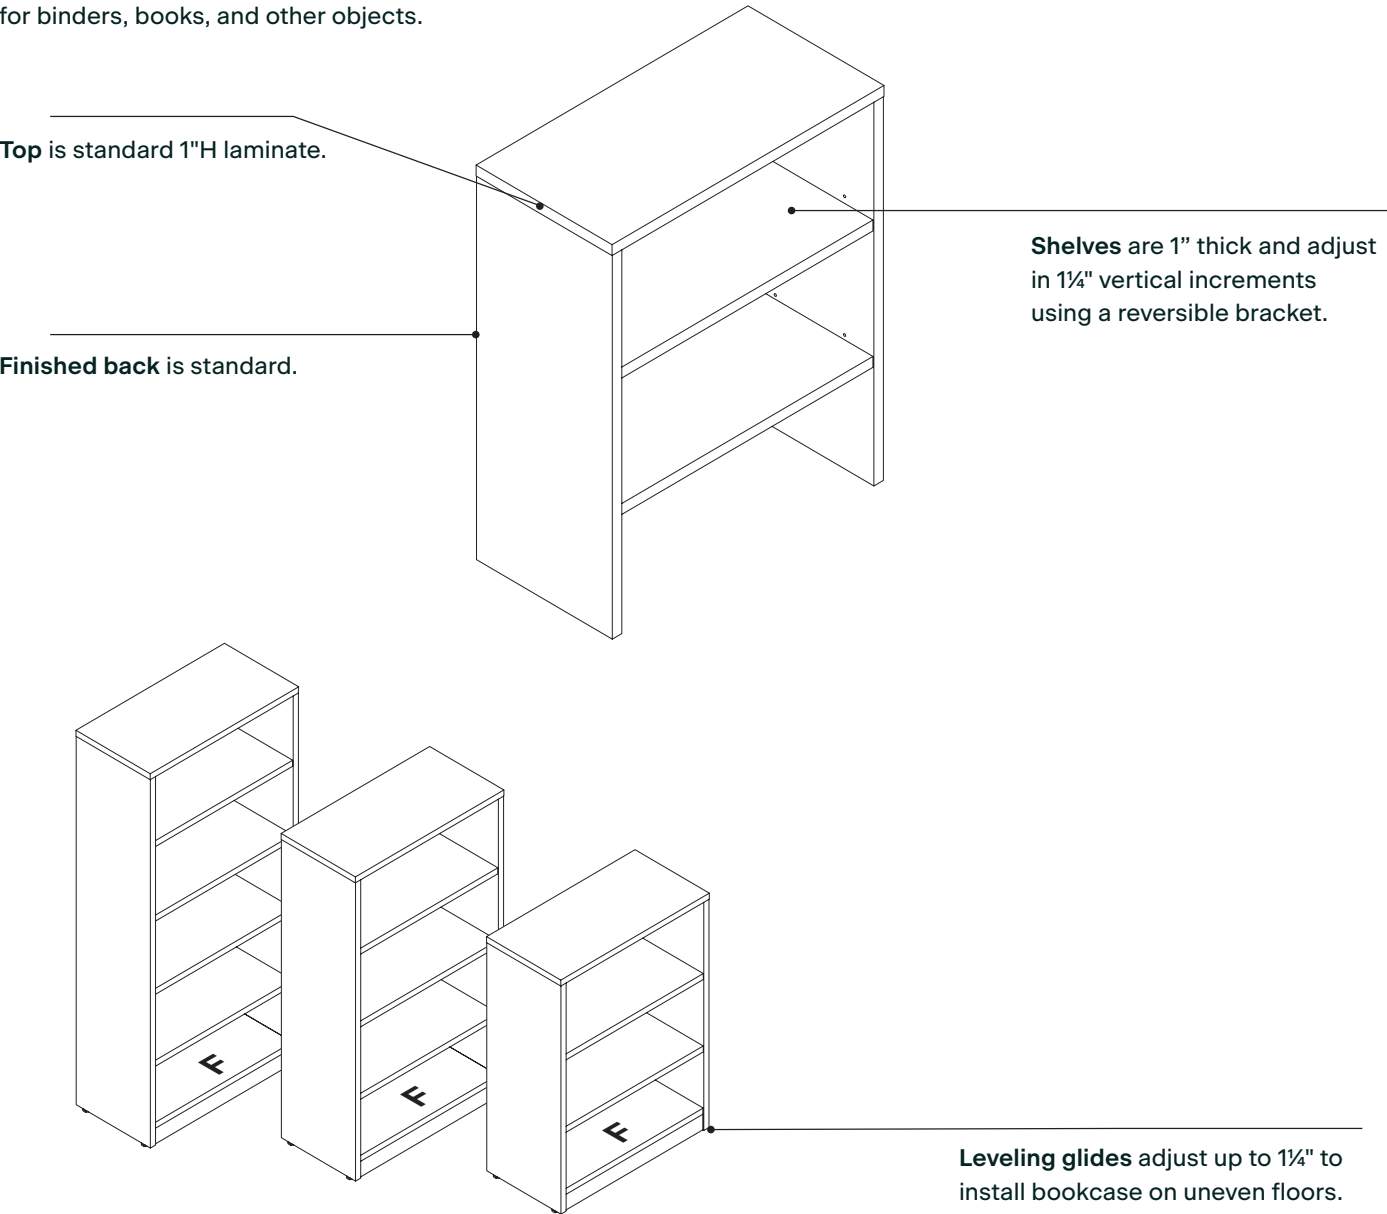 for binders, books, and other objects.
Top is standard 1"H laminate.
Shelves are 1” thick and adjust
in 1¼" vertical increments
using a reversible bracket.
Finished back is standard.
F
F
F
Leveling glides adjust up to 1¼" to
install bookcase on uneven floors.